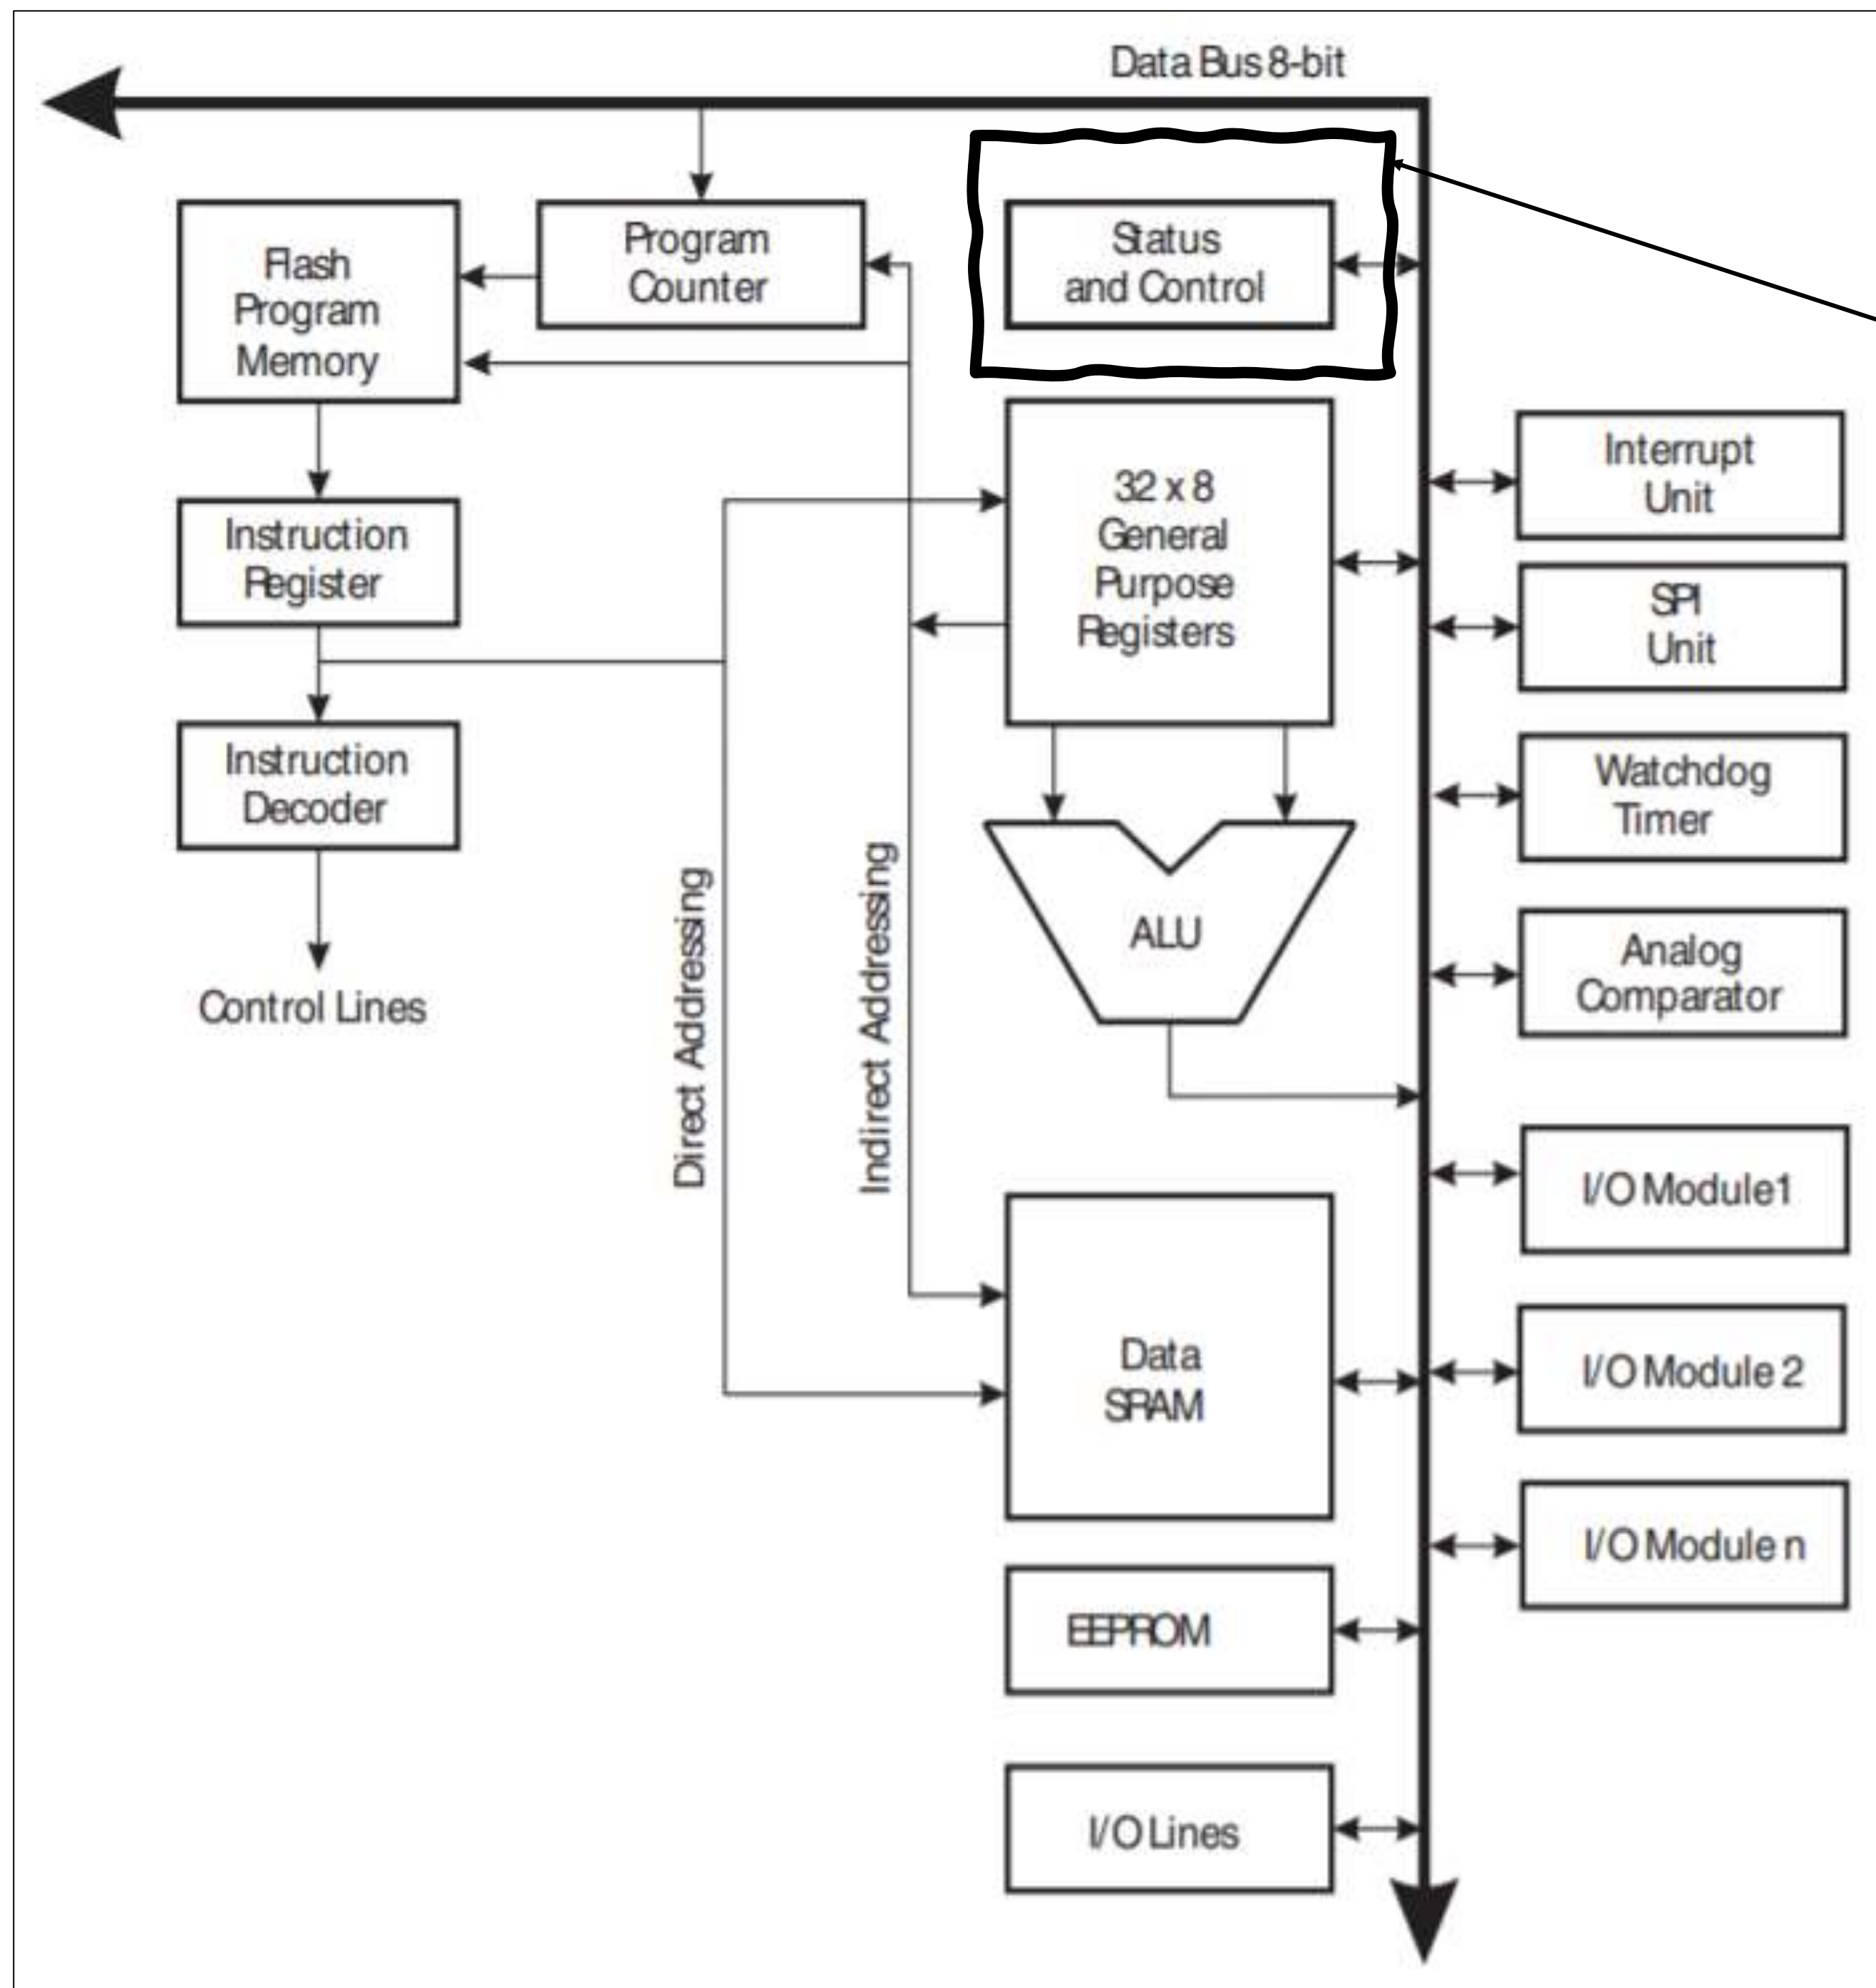 Data Bus 8-bit
Flash
Program
Memory
Program
Counter
Status
and Control
Interrupt
Unit
32 x 8
General
Purpose
Registers
Instruction
Register
SPI
Unit
Instruction
Decoder
Watchdog
Timer
Direct Addressing
Indirect Addressing
ALU
Analog
Comparator
Control Lines
I/O Module1
Data
SRAM
I/O Module 2
I/O Module n
EEPROM
I/O Lines